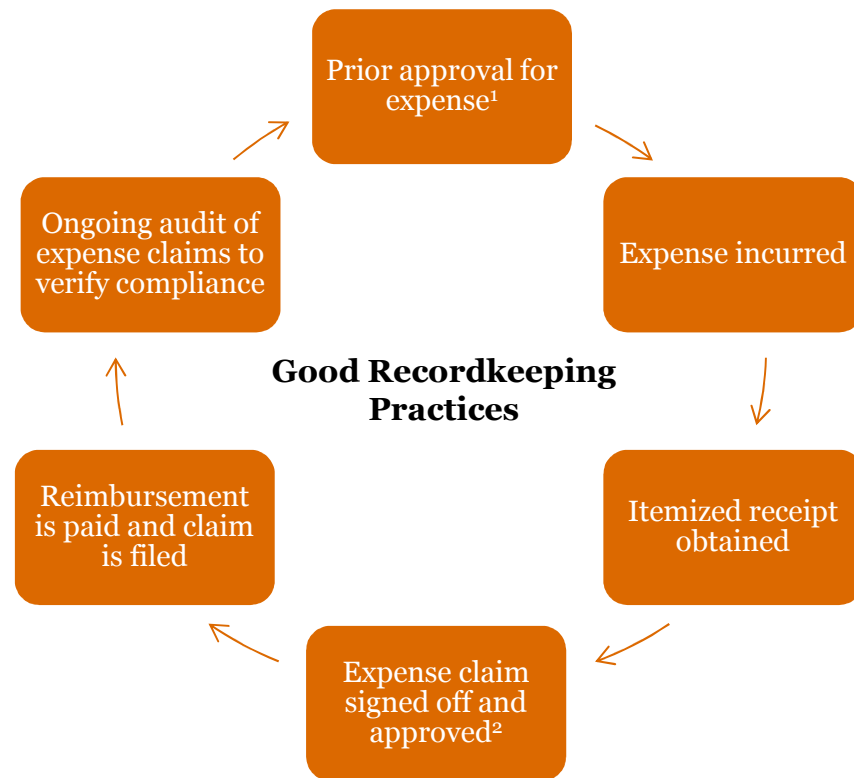 Prior approval for
expense¹
Expense incurred
Itemized receipt
obtained
Expense claim
signed off and
approved²
Reimbursement
is paid and claim
is filed
Ongoing audit of
expense claims to
verify compliance
Good Recordkeeping
Practices